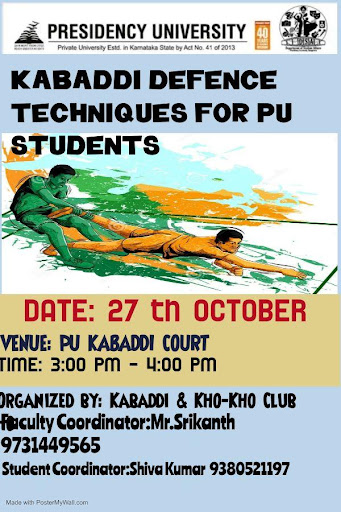 PRESIDENCY UNIVERSITY
Private University Estd. in Karnataka State by Act No. 41 of 2013
40
YEARS
KABADDI DEFENCE
TECHNIQUES FOR PU
STUDENTS
DATE: 27 th OCTOBER
VENUE: PU KABADDI COURT
TIME: 3:00 PM - 4:00 PM
ORGANIZED BY: KABADDI & KHO-KHO CLUB
Faculty Coordinator:Mr.Srikanth
9731449565
Student Coordinator:Shiva Kumar 9380521197
Made with PosterMyWall.com